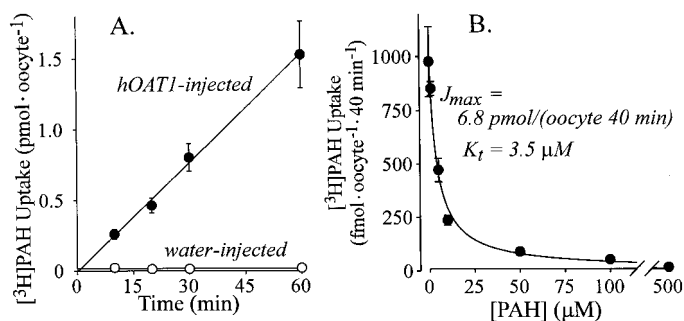 A.
[³H]PAH Uptake (pmol · oocyte⁻¹)
1.5
1.0
0.5
0
hOAT1-injected
water-injected
0 15 30 45 60
Time (min)
B.
[³H]PAH Uptake
(fmol · oocyte⁻¹ · 40 min⁻¹)
1000
750
500
250
0
J_max =
6.8 pmol/(oocyte 40 min)
K_t = 3.5 µM
0 25 50 75 100 500
[PAH] (µM)